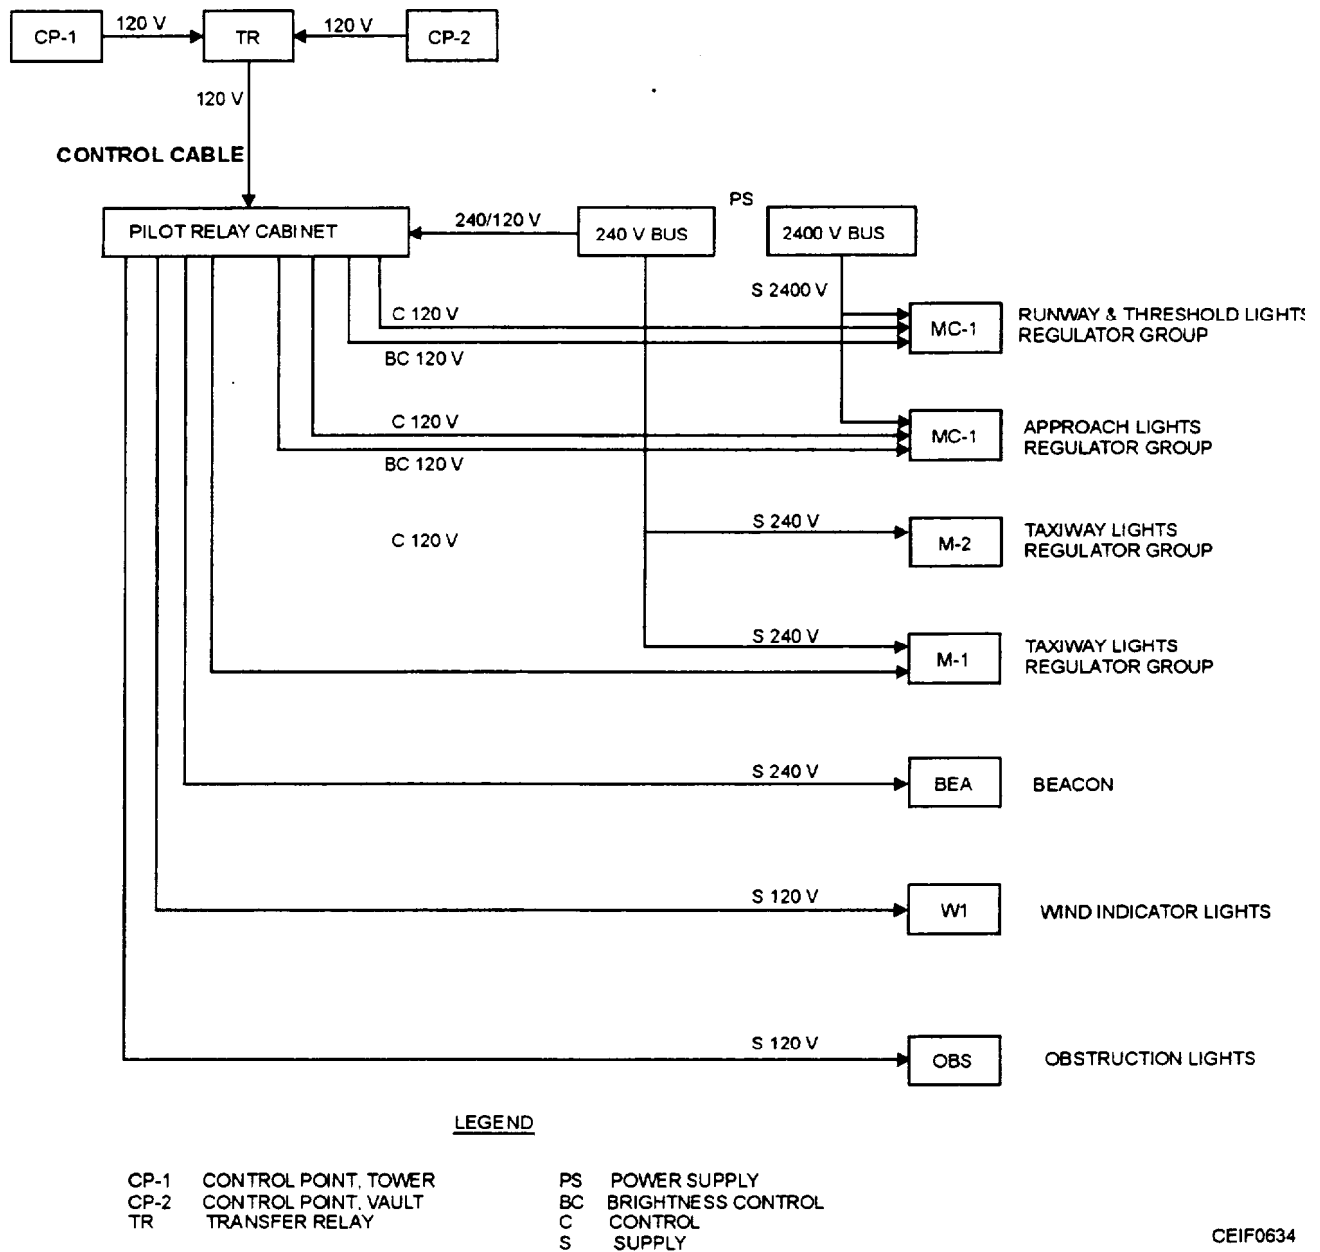 CP-1
120 V
TR
120 V
CP-2
120 V
CONTROL CABLE
PILOT RELAY CABINET
240/120 V
240 V BUS
PS
2400 V BUS
S 2400 V
C 120 V
BC 120 V
MC-1
RUNWAY & THRESHOLD LIGHTS
REGULATOR GROUP
C 120 V
BC 120 V
MC-1
APPROACH LIGHTS
REGULATOR GROUP
C 120 V
S 240 V
M-2
TAXIWAY LIGHTS
REGULATOR GROUP
S 240 V
M-1
TAXIWAY LIGHTS
REGULATOR GROUP
S 240 V
BEA
BEACON
S 120 V
W1
WIND INDICATOR LIGHTS
S 120 V
OBS
OBSTRUCTION LIGHTS
LEGEND
CP-1 CONTROL POINT, TOWER
CP-2 CONTROL POINT, VAULT
TR TRANSFER RELAY
PS POWER SUPPLY
BC BRIGHTNESS CONTROL
C CONTROL
S SUPPLY
CEIF0634